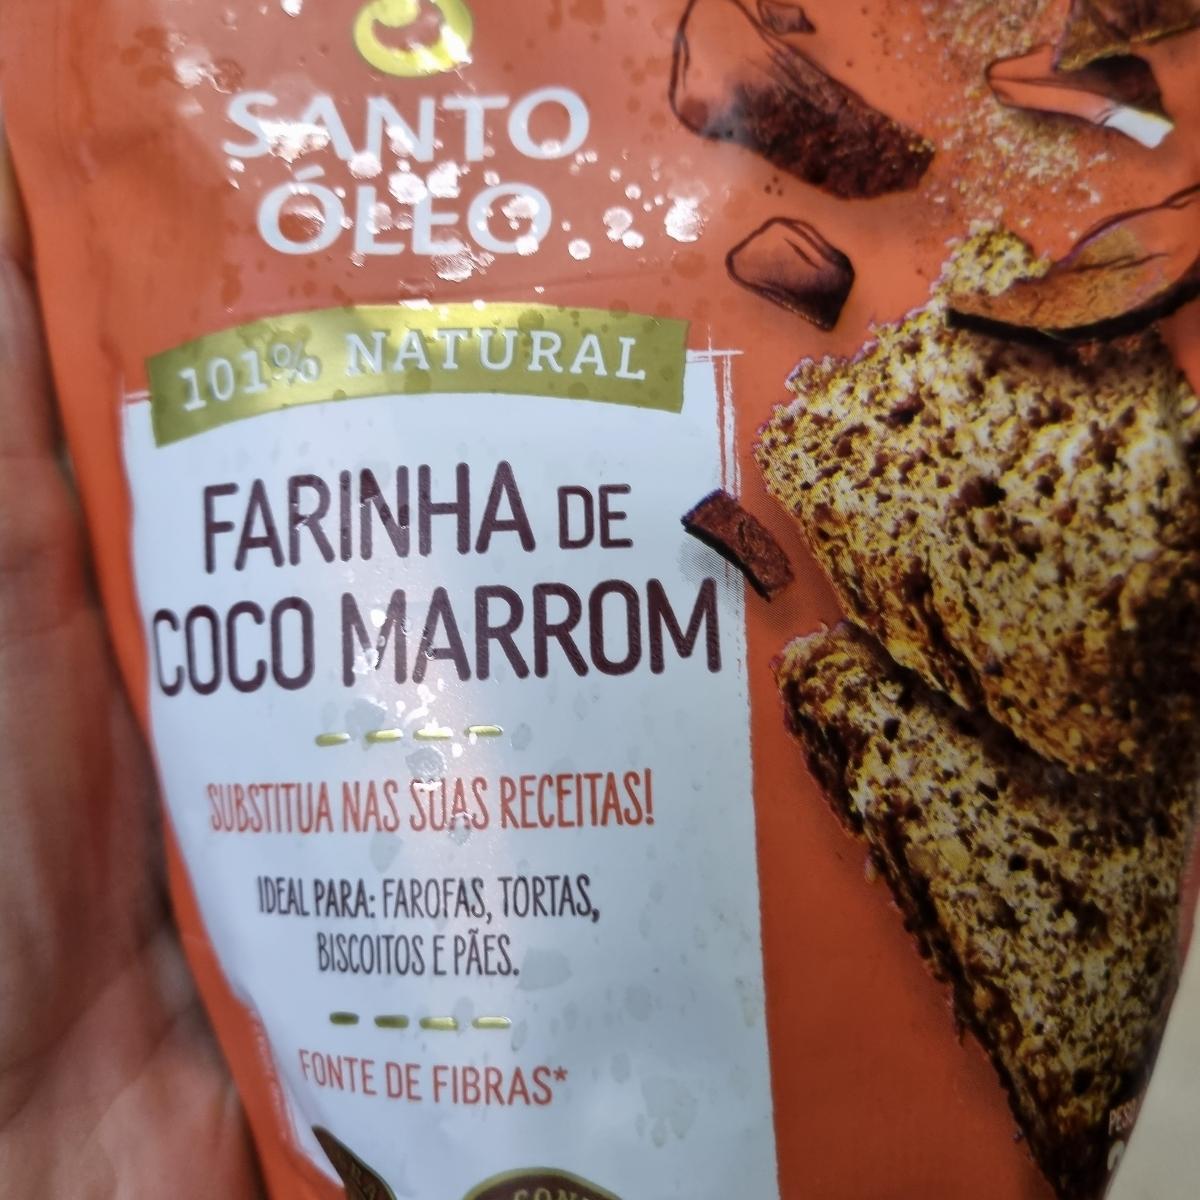 SANTO
ÓLEO
101% NATURAL
FARINHA DE
COCO MARROM
SUBSTITUA NAS SUAS RECEITAS!
IDEAL PARA: FAROFAS, TORTAS,
BISCOITOS E PÃES.
FONTE DE FIBRAS*